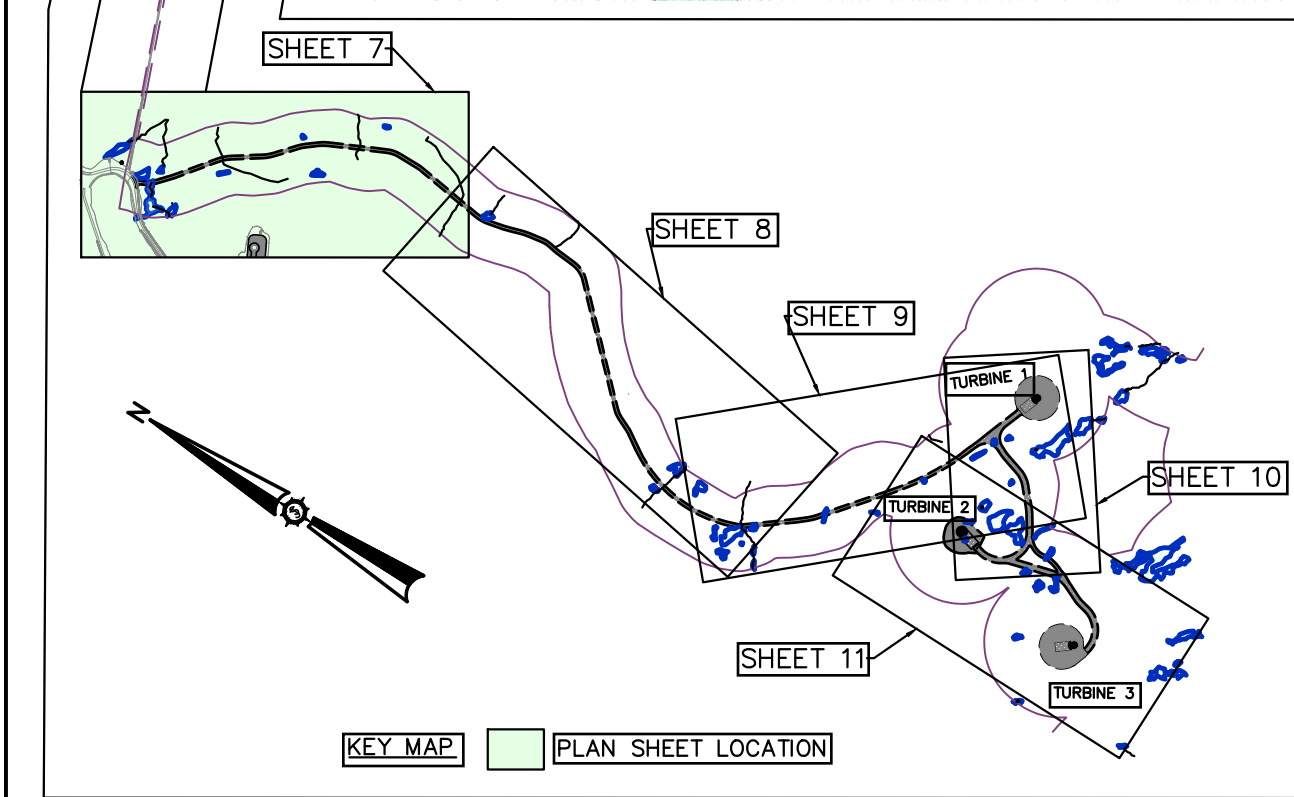 SHEET 7
SHEET 8
SHEET 9
TURBINE 1
N
SHEET 10
TURBINE 2
SHEET 11
TURBINE 3
KEY MAP
PLAN SHEET LOCATION